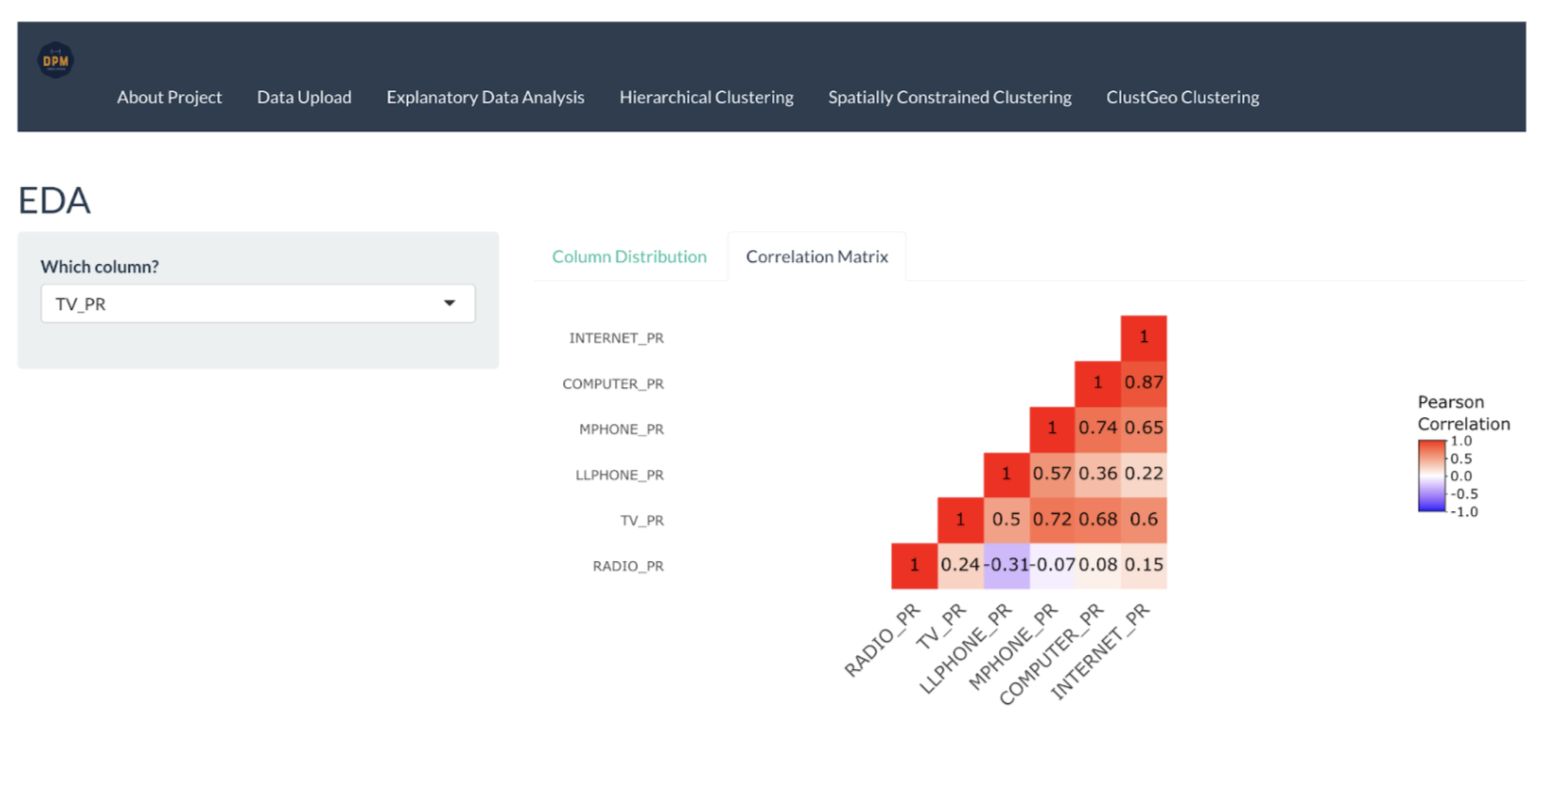 DPM
About Project Data Upload Explanatory Data Analysis Hierarchical Clustering Spatially Constrained Clustering ClustGeo Clustering
EDA
Which column?
TV_PR
Column Distribution Correlation Matrix
INTERNET_PR 1
COMPUTER_PR 1 0.87
MPHONE_PR 1 0.74 0.65
LLPHONE_PR 1 0.57 0.36 0.22
TV_PR 1 0.5 0.72 0.68 0.6
RADIO_PR 1 0.24 -0.31 -0.07 0.08 0.15
RADIO_PR
TV_PR
LLPHONE_PR
MPHONE_PR
COMPUTER_PR
INTERNET_PR
Pearson
Correlation
1.0
0.5
0.0
-0.5
-1.0